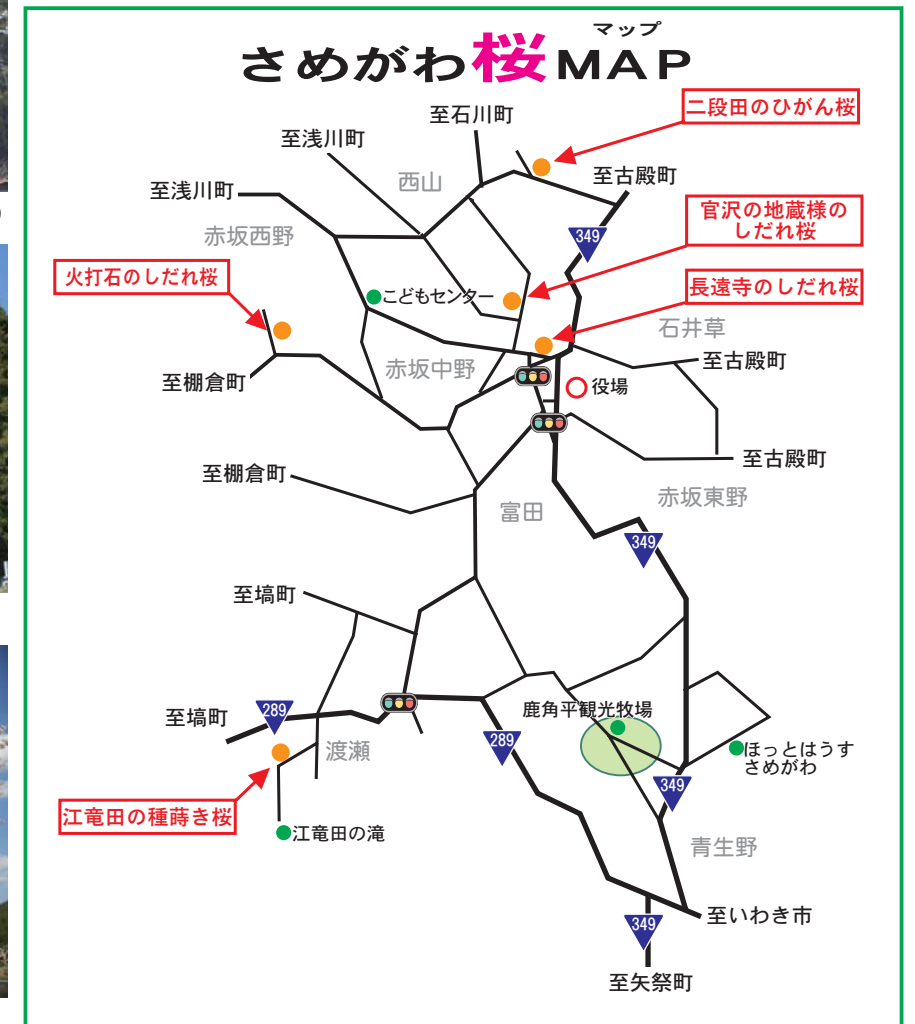 マップ
さめがわ桜MAP
二段田のひがん桜
至石川町
至浅川町
至古殿町
西山
至浅川町
官沢の地蔵様の
しだれ桜
赤坂西野
349
火打石のしだれ桜
長遠寺のしだれ桜
こどもセンター
石井草
至古殿町
赤坂中野
至棚倉町
役場
至古殿町
至棚倉町
赤坂東野
富田
349
至塙町
鹿角平観光牧場
至塙町
289
289
渡瀬
ほっとはうす
さめがわ
349
江竜田の種蒔き桜
江竜田の滝
青生野
至いわき市
349
至矢祭町